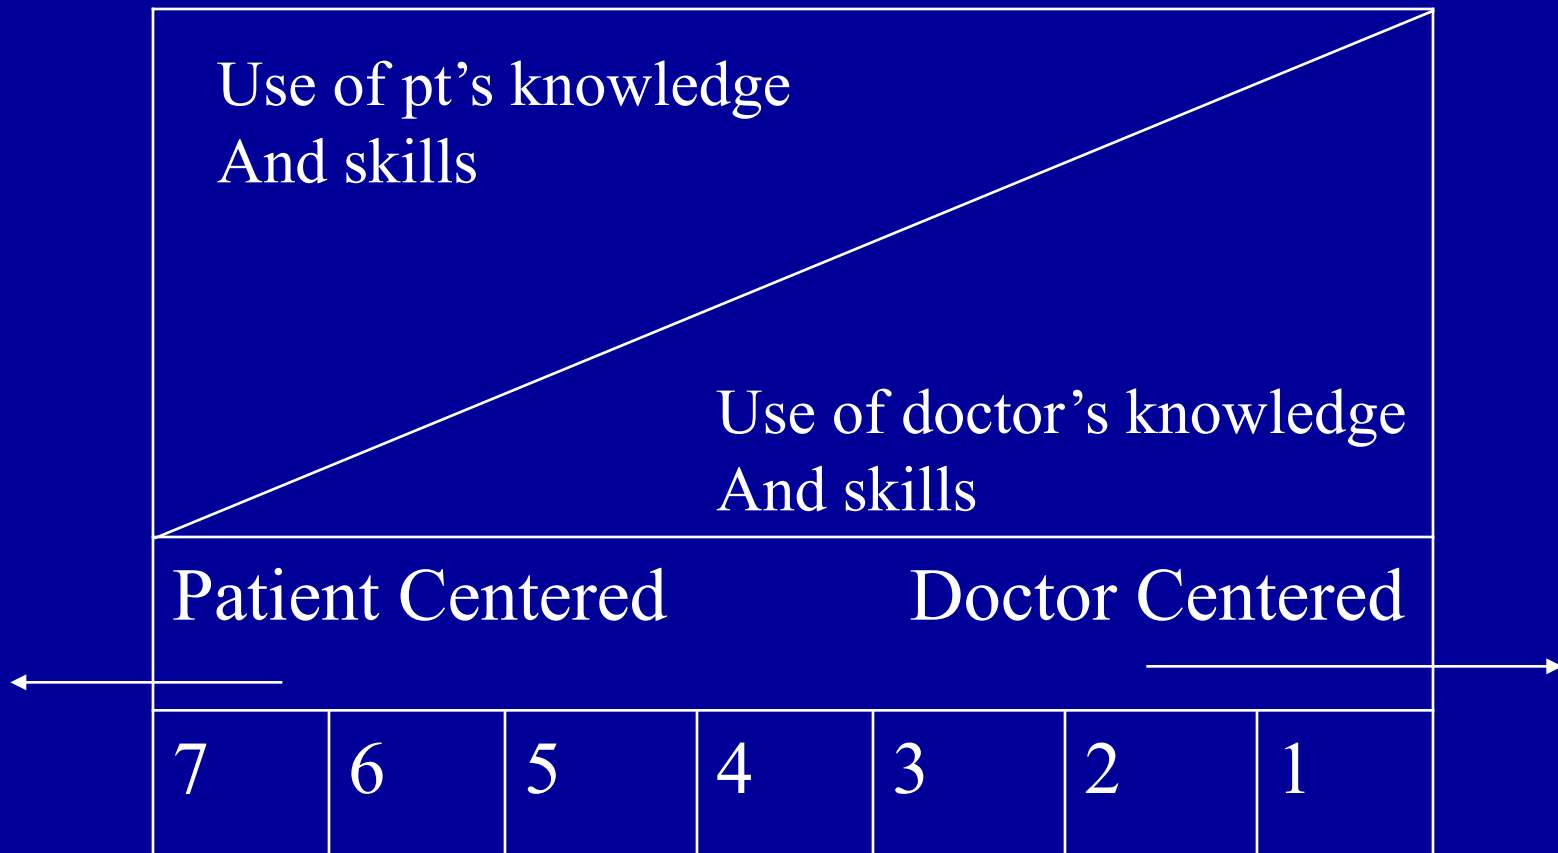 Use of pt’s knowledge
And skills
Use of doctor’s knowledge
And skills
Patient Centered Doctor Centered
7 6 5 4 3 2 1